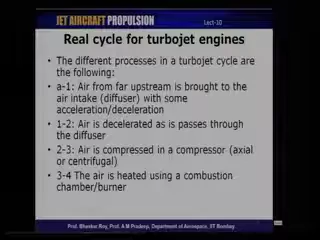 JET AIRCRAFT PROPULSION
Lect-10
Real cycle for turbojet engines
• The different processes in a turbojet cycle are
the following:
• a-1: Air from far upstream is brought to the
air intake (diffuser) with some
acceleration/deceleration
• 1-2: Air is decelerated as is passes through
the diffuser
• 2-3: Air is compressed in a compressor (axial
or centrifugal)
• 3-4 The air is heated using a combustion
chamber/burner
Prof. Bhaskar Roy, Prof. A M Pradeep, Department of Aerospace, IIT Bombay